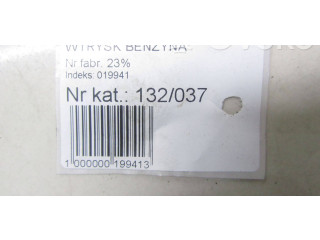 WTRYSK BENZYNA
Nr fabr. 23%
Indeks: 019941
Nr kat.: 132/037
1 000000 199413